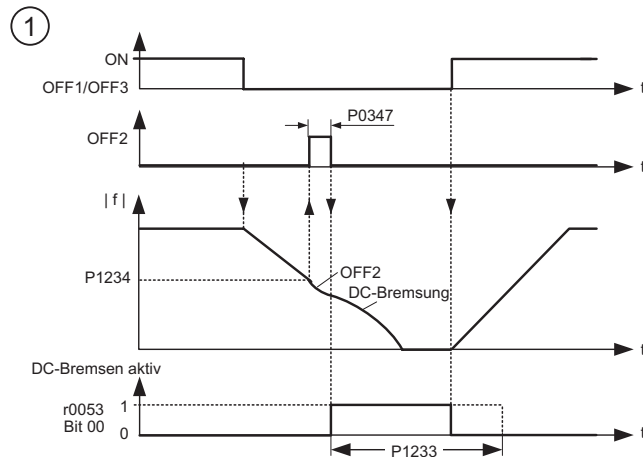 1
ON
OFF1/OFF3
t
P0347
OFF2
t
| f |
P1234
OFF2
DC-Bremsung
t
DC-Bremsen aktiv
r0053
Bit 00
1
0
t
P1233